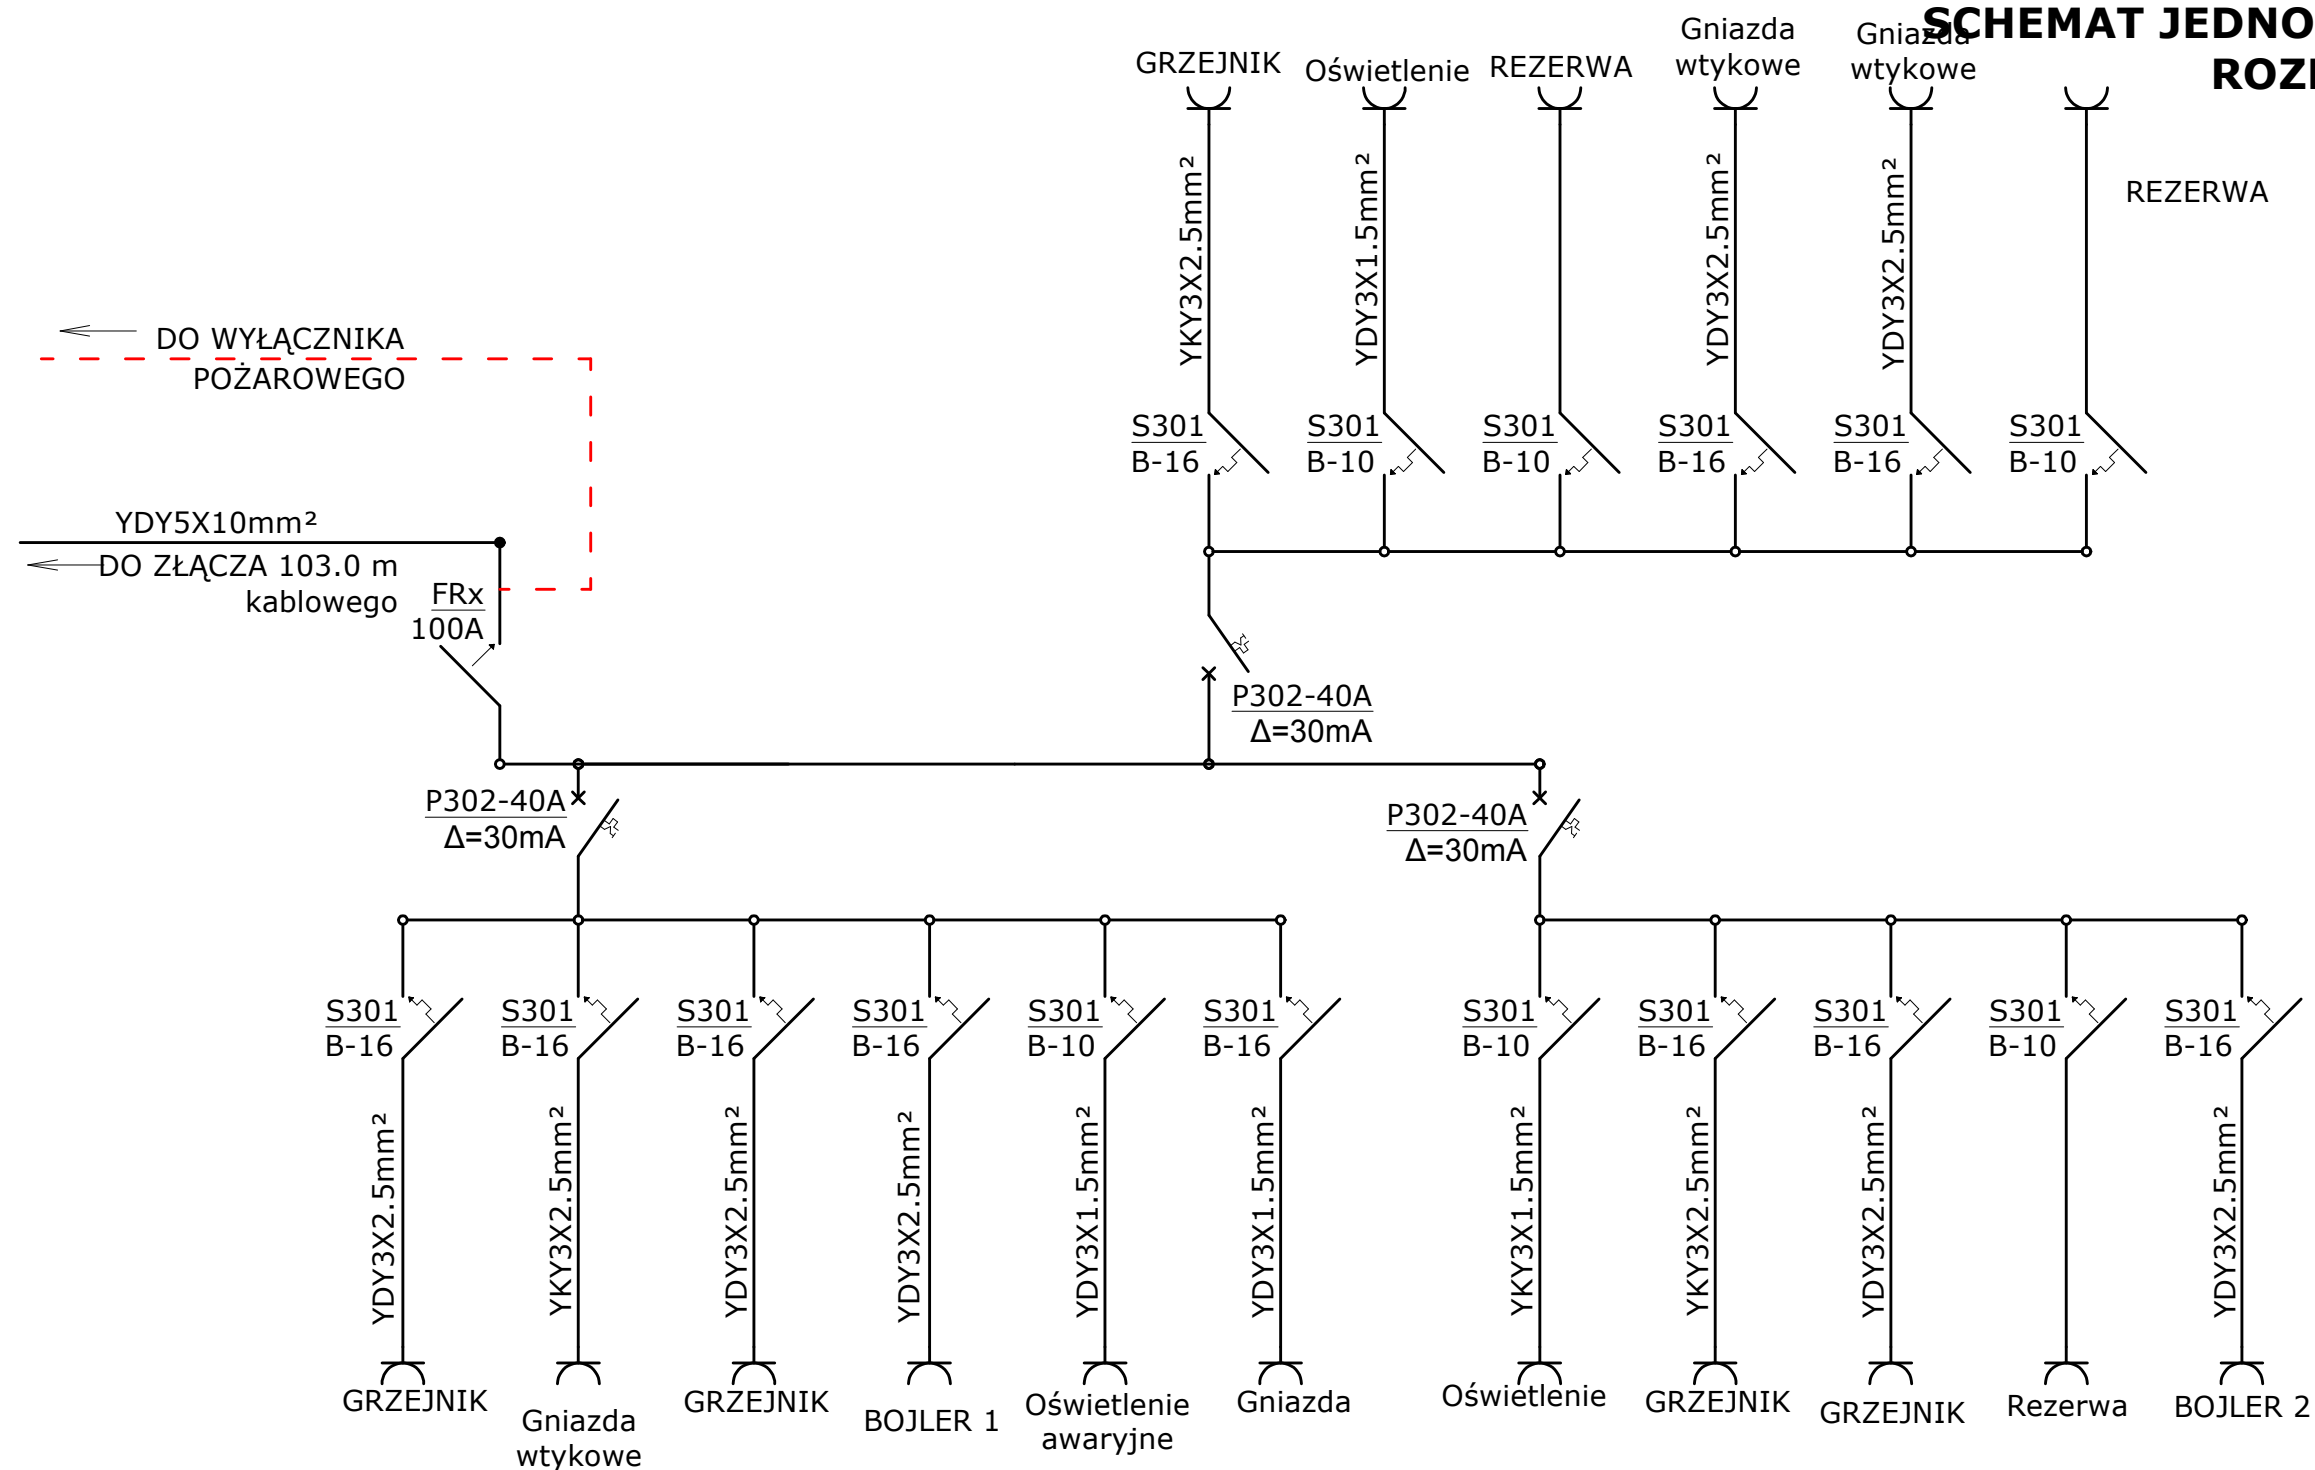 SCHEMAT JEDNO
ROZ
GRZEJNIK
Oświetlenie
REZERWA
Gniazda
wtykowe
Gniazda
wtykowe
REZERWA
YKY3X2.5mm²
YDY3X1.5mm²
YDY3X2.5mm²
YDY3X2.5mm²
S301
B-16
S301
B-10
S301
B-10
S301
B-16
S301
B-16
S301
B-10
DO WYŁĄCZNIKA
POŻAROWEGO
YDY5X10mm²
DO ZŁĄCZA 103.0 m
kablowego
FRx
100A
P302-40A
Δ=30mA
P302-40A
Δ=30mA
P302-40A
Δ=30mA
S301
B-16
S301
B-16
S301
B-16
S301
B-16
S301
B-10
S301
B-16
S301
B-10
S301
B-16
S301
B-16
S301
B-10
S301
B-16
YDY3X2.5mm²
YKY3X2.5mm²
YDY3X2.5mm²
YDY3X2.5mm²
YDY3X1.5mm²
YDY3X1.5mm²
YKY3X1.5mm²
YKY3X2.5mm²
YDY3X2.5mm²
YDY3X2.5mm²
GRZEJNIK
Gniazda
wtykowe
GRZEJNIK
BOJLER 1
Oświetlenie
awaryjne
Gniazda
Oświetlenie
GRZEJNIK
GRZEJNIK
Rezerwa
BOJLER 2